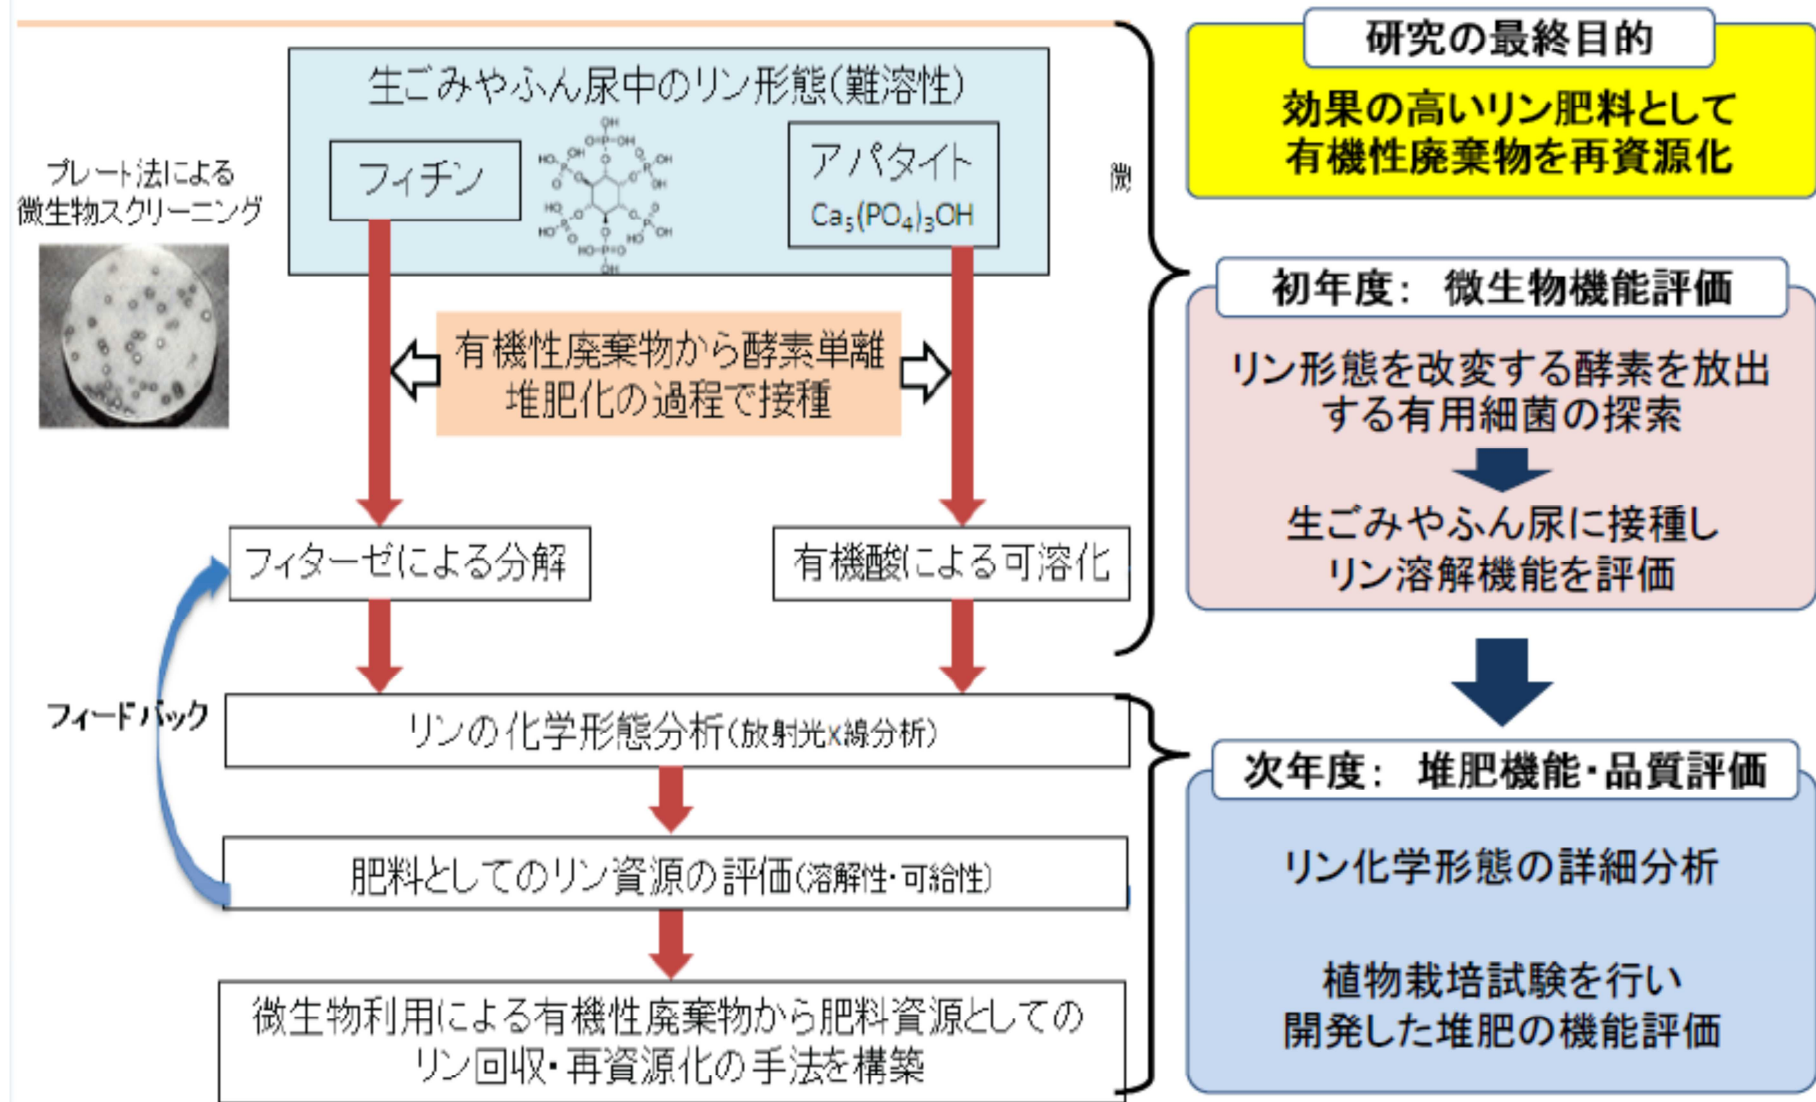 生ごみやふん尿中のリン形態(難溶性)
フィチン
アパタイト
Ca₅(PO₄)₃OH
プレート法による
微生物スクリーニング
有機性廃棄物から酵素単離
堆肥化の過程で接種
フィターゼによる分解
有機酸による可溶化
フィードバック
リンの化学形態分析(放射光X線分析)
肥料としてのリン資源の評価(溶解性・可給性)
微生物利用による有機性廃棄物から肥料資源としての
リン回収・再資源化の手法を構築
微
研究の最終目的
効果の高いリン肥料として
有機性廃棄物を再資源化
初年度: 微生物機能評価
リン形態を改変する酵素を放出
する有用細菌の探索
生ごみやふん尿に接種し
リン溶解機能を評価
次年度: 堆肥機能・品質評価
リン化学形態の詳細分析
植物栽培試験を行い
開発した堆肥の機能評価